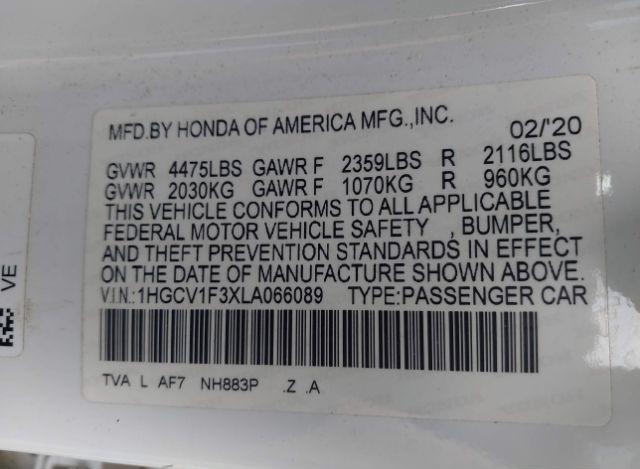 MFD.BY HONDA OF AMERICA MFG.,INC. 02/'20
GVWR 4475LBS GAWR F 2359LBS R 2116LBS
GVWR 2030KG GAWR F 1070KG R 960KG
THIS VEHICLE CONFORMS TO ALL APPLICABLE
FEDERAL MOTOR VEHICLE SAFETY , BUMPER,
AND THEFT PREVENTION STANDARDS IN EFFECT
ON THE DATE OF MANUFACTURE SHOWN ABOVE.
V.I.N.:1HGCV1F3XLA066089 TYPE:PASSENGER CAR
TVA L AF7 NH883P .Z .A
VE